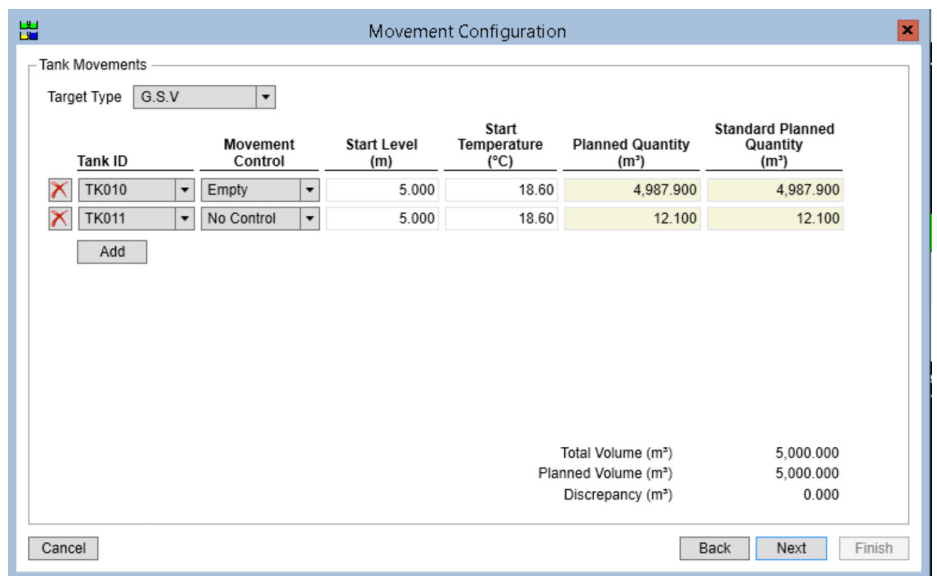 Movement Configuration
Tank Movements
Target Type G.S.V
Tank ID Movement Control Start Level (m) Start Temperature (°C) Planned Quantity (m³) Standard Planned Quantity (m³)
TK010 Empty 5.000 18.60 4,987.900 4,987.900
TK011 No Control 5.000 18.60 12.100 12.100
Add
Total Volume (m³) 5,000.000
Planned Volume (m³) 5,000.000
Discrepancy (m³) 0.000
Cancel Back Next Finish